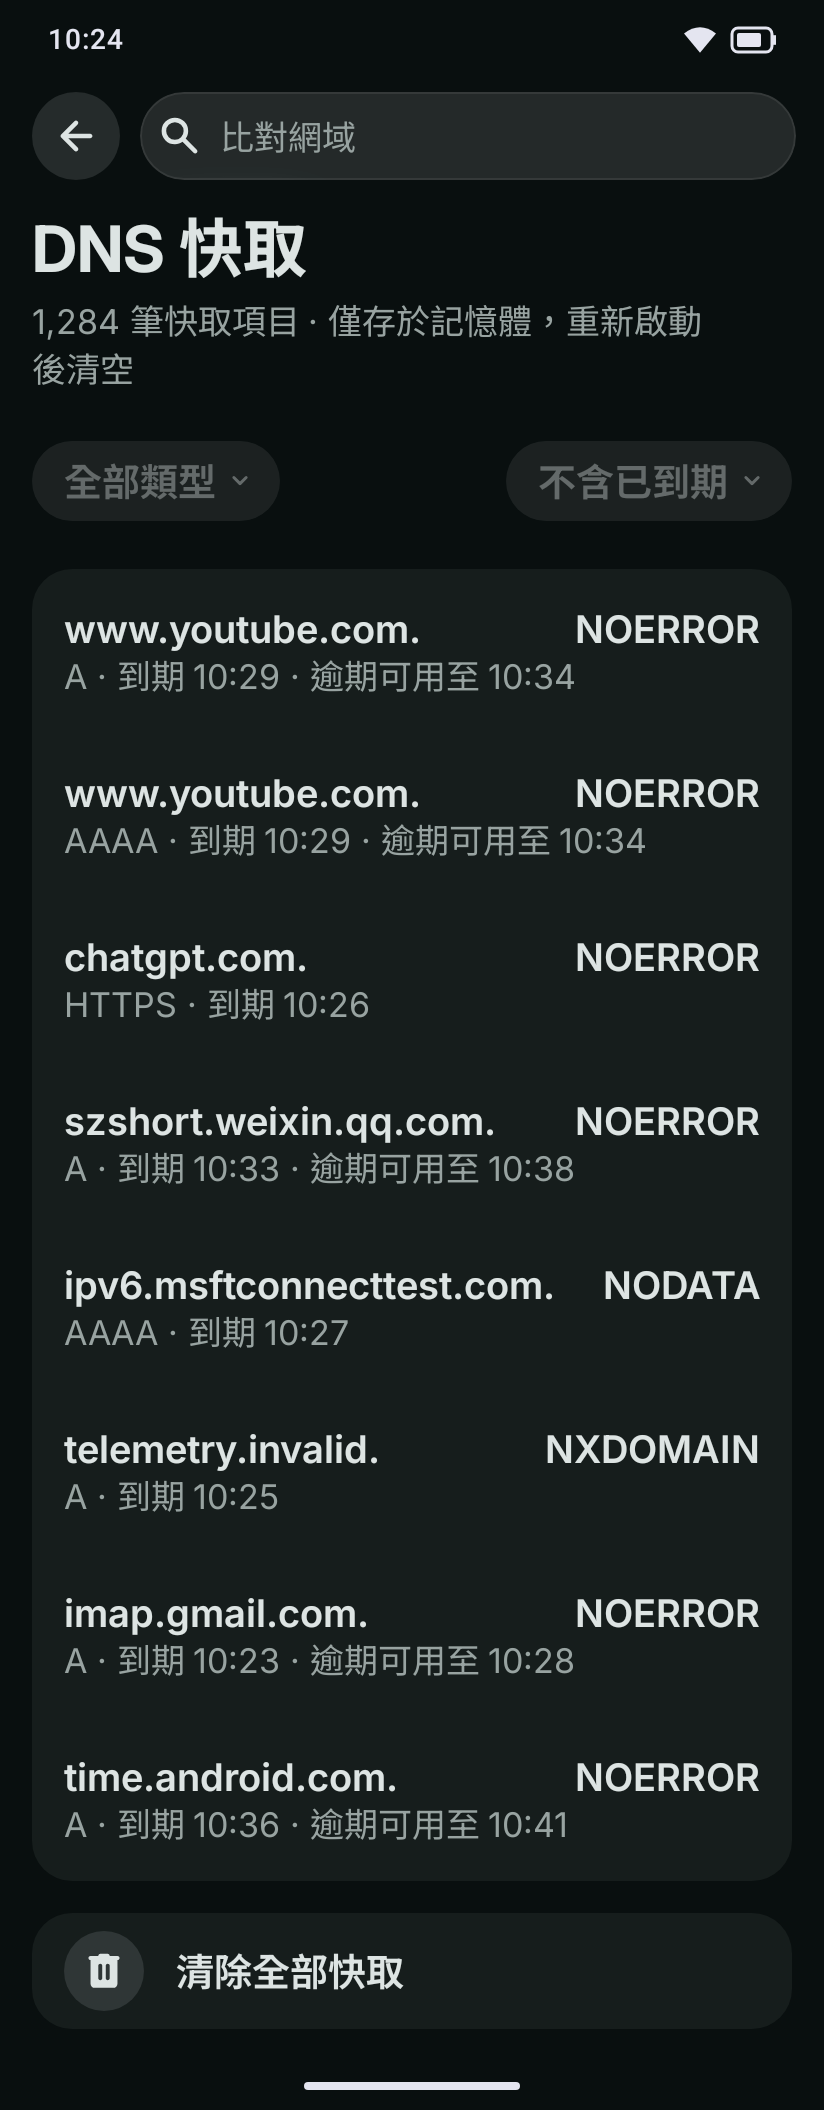 10:24
比對網域
DNS 快取
1,284 筆快取項目 · 僅存於記憶體，重新啟動
後清空
全部類型
不含已到期
www.youtube.com. NOERROR
A · 到期 10:29 · 逾期可用至 10:34
www.youtube.com. NOERROR
AAAA · 到期 10:29 · 逾期可用至 10:34
chatgpt.com. NOERROR
HTTPS · 到期 10:26
szshort.weixin.qq.com. NOERROR
A · 到期 10:33 · 逾期可用至 10:38
ipv6.msftconnecttest.com. NODATA
AAAA · 到期 10:27
telemetry.invalid. NXDOMAIN
A · 到期 10:25
imap.gmail.com. NOERROR
A · 到期 10:23 · 逾期可用至 10:28
time.android.com. NOERROR
A · 到期 10:36 · 逾期可用至 10:41
清除全部快取